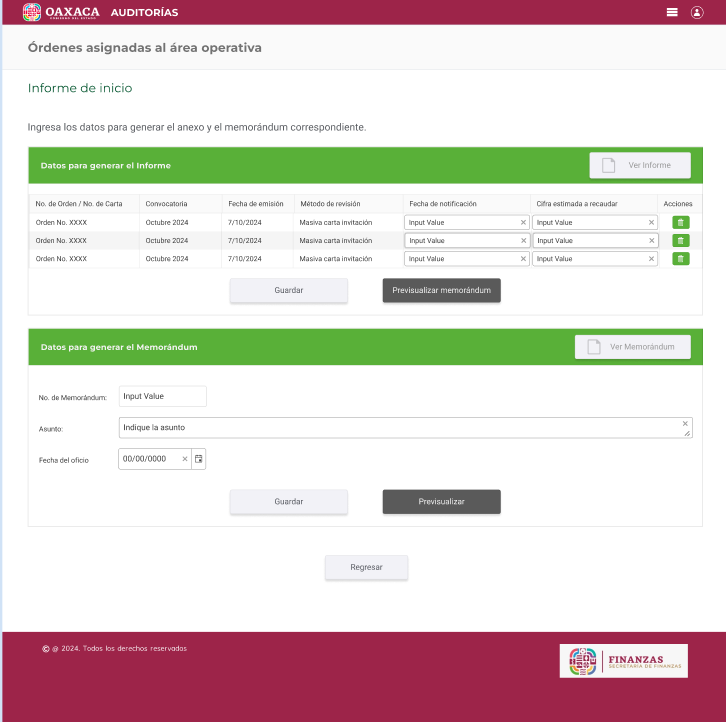 OAXACA AUDITORÍAS
GOBIERNO DEL ESTADO
Órdenes asignadas al área operativa
Informe de inicio
Ingresa los datos para generar el anexo y el memorándum correspondiente.
Datos para generar el Informe Ver Informe
No. de Orden / No. de Carta Convocatoria Fecha de emisión Método de revisión Fecha de notificación Cifra estimada a recaudar Acciones
Orden No. XXXX Octubre 2024 7/10/2024 Masiva carta invitación Input Value Input Value
Orden No. XXXX Octubre 2024 7/10/2024 Masiva carta invitación Input Value Input Value
Orden No. XXXX Octubre 2024 7/10/2024 Masiva carta invitación Input Value Input Value
Guardar Previsualizar memorándum
Datos para generar el Memorándum Ver Memorándum
No. de Memorándum: Input Value
Asunto: Indique la asunto
Fecha del oficio 00/00/0000
Guardar Previsualizar
Regresar
© @ 2024. Todos los derechos reservados
FINANZAS
SECRETARÍA DE FINANZAS